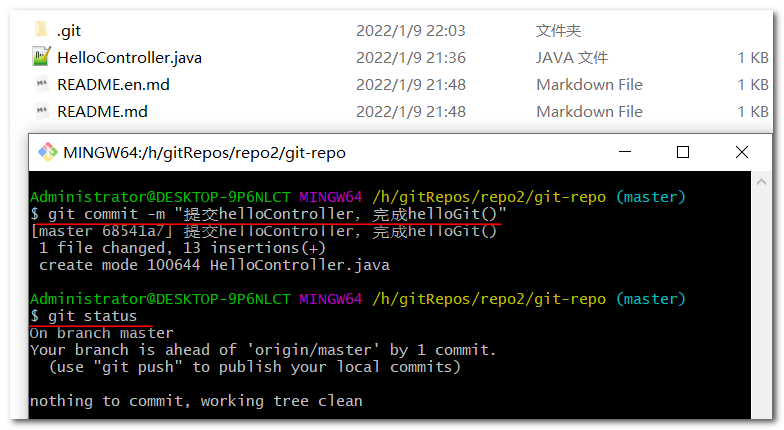 .git 2022/1/9 22:03 文件夹
HelloController.java 2022/1/9 21:36 JAVA 文件 1 KB
README.en.md 2022/1/9 21:48 Markdown File 1 KB
README.md 2022/1/9 21:48 Markdown File 1 KB
MINGW64:/h/gitRepos/repo2/git-repo
Administrator@DESKTOP-9P6NLCT MINGW64 /h/gitRepos/repo2/git-repo (master)
$ git commit -m "提交helloController, 完成helloGit()"
[master 68541a7] 提交helloController, 完成helloGit()
1 file changed, 13 insertions(+)
create mode 100644 HelloController.java
Administrator@DESKTOP-9P6NLCT MINGW64 /h/gitRepos/repo2/git-repo (master)
$ git status
On branch master
Your branch is ahead of 'origin/master' by 1 commit.
(use "git push" to publish your local commits)
nothing to commit, working tree clean